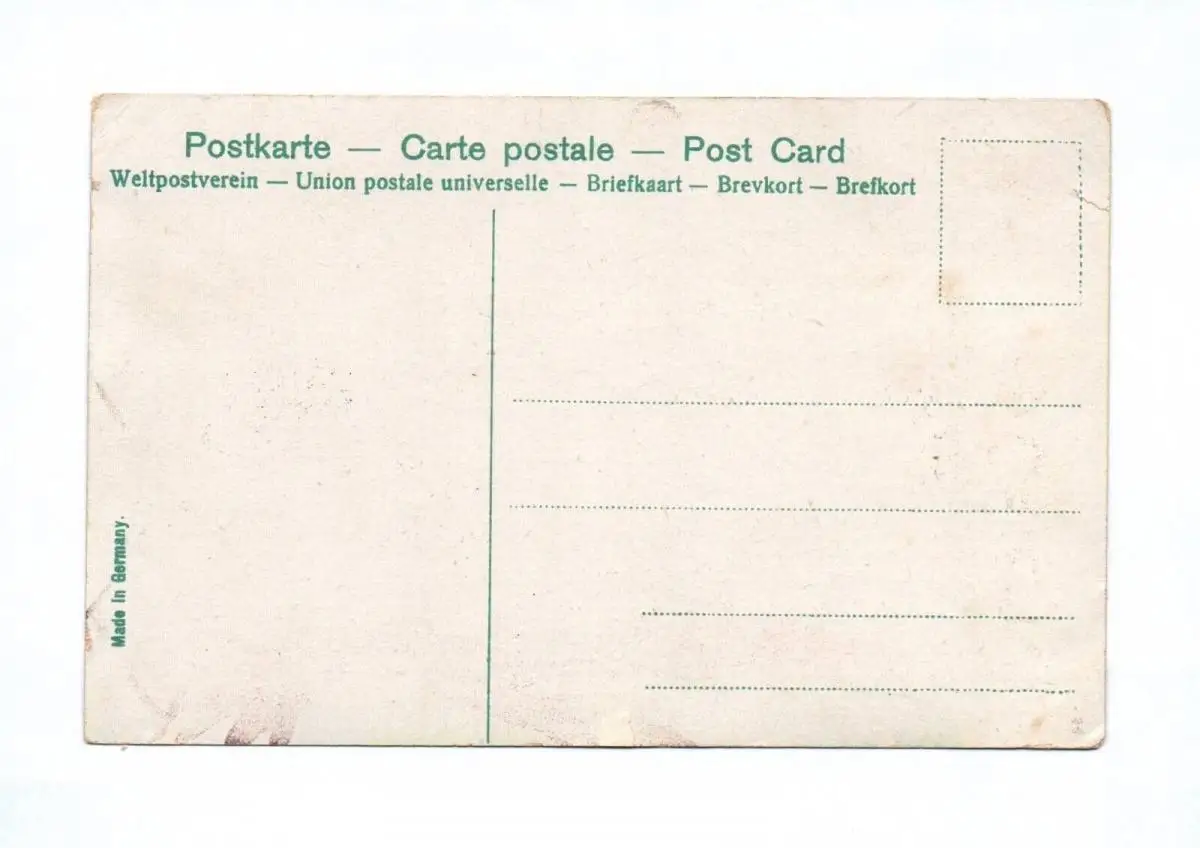 Postkarte — Carte postale — Post Card
Weltpostverein — Union postale universelle — Briefkaart — Brevkort — Brefkort
Made in Germany.